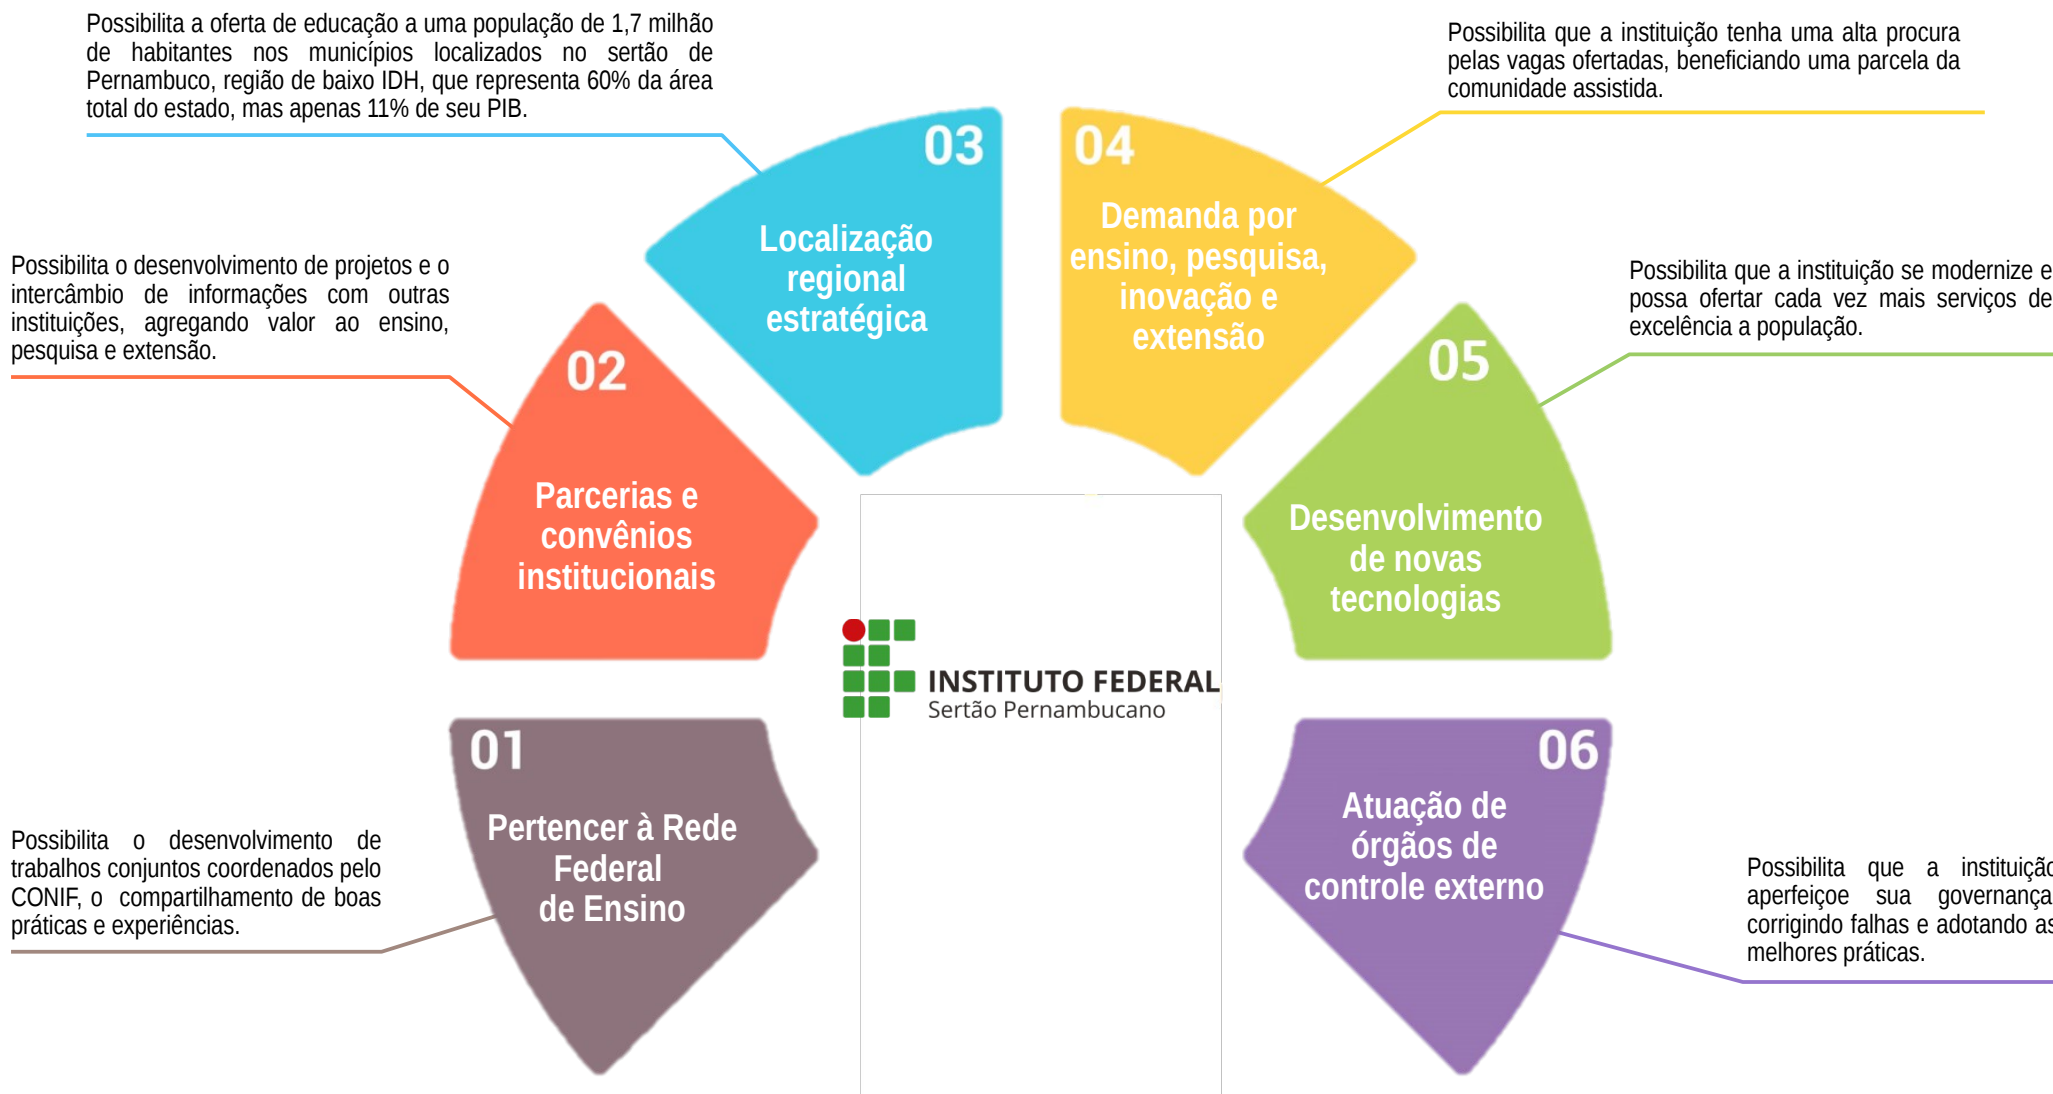 Possibilita a oferta de educação a uma população de 1,7 milhão
de habitantes nos municípios localizados no sertão de
Pernambuco, região de baixo IDH, que representa 60% da área
total do estado, mas apenas 11% de seu PIB.
Possibilita que a instituição tenha uma alta procura
pelas vagas ofertadas, beneficiando uma parcela da
comunidade assistida.
03
Localização
regional
estratégica
04
Demanda por
ensino, pesquisa,
inovação e
extensão
Possibilita o desenvolvimento de projetos e o
intercâmbio de informações com outras
instituições, agregando valor ao ensino,
pesquisa e extensão.
02
Parcerias e
convênios
institucionais
Possibilita que a instituição se modernize e
possa ofertar cada vez mais serviços de
excelência a população.
05
Desenvolvimento
de novas
tecnologias
INSTITUTO FEDERAL
Sertão Pernambucano
01
Pertencer à Rede
Federal
de Ensino
Possibilita o desenvolvimento de
trabalhos conjuntos coordenados pelo
CONIF, o compartilhamento de boas
práticas e experiências.
06
Atuação de
órgãos de
controle externo
Possibilita que a instituição
aperfeiçoe sua governança
corrigindo falhas e adotando as
melhores práticas.